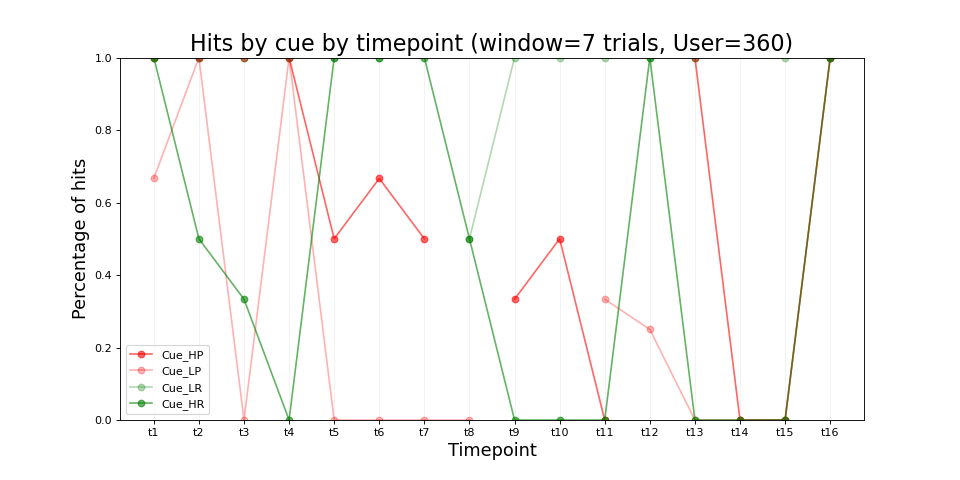 Hits by cue by timepoint (window=7 trials, User=360)
Percentage of hits
1.0
0.8
0.6
0.4
0.2
0.0
Cue_HP
Cue_LP
Cue_LR
Cue_HR
t1 t2 t3 t4 t5 t6 t7 t8 t9 t10 t11 t12 t13 t14 t15 t16
Timepoint